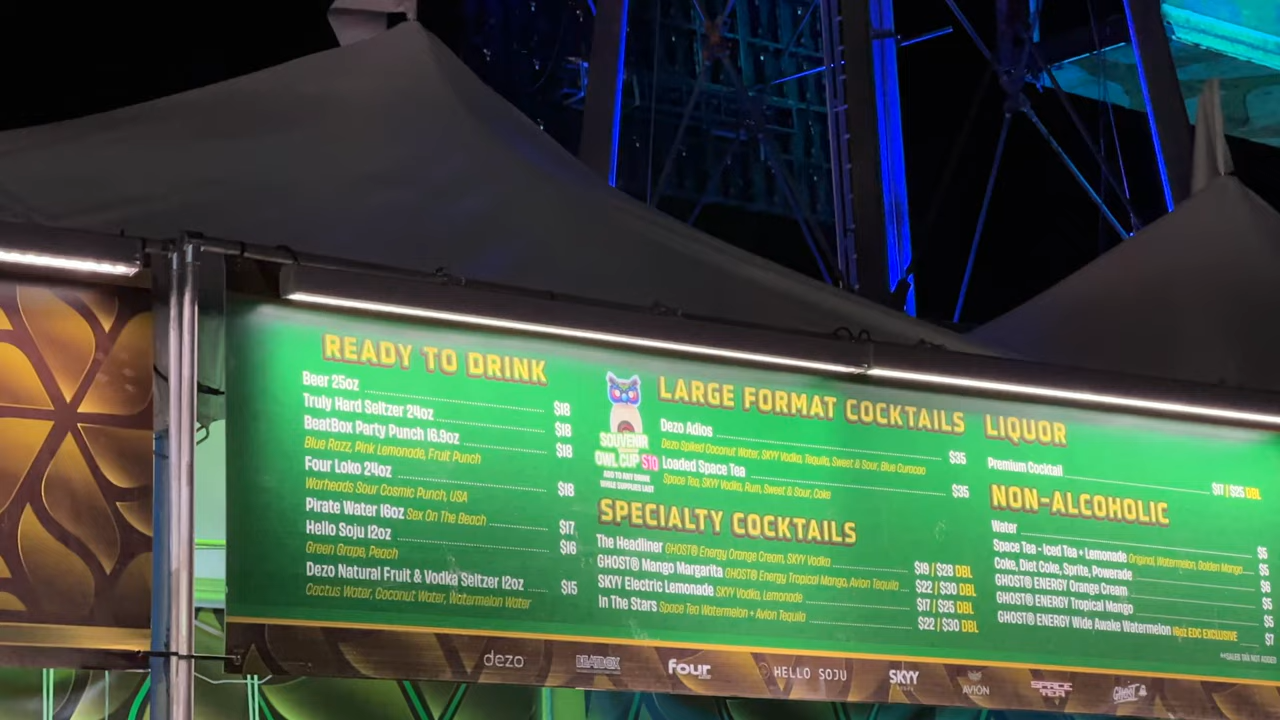 READY TO DRINK
Beer 25oz $18
Truly Hard Seltzer 24oz $18
BeatBox Party Punch 16.9oz $18
Blue Razz, Pink Lemonade, Fruit Punch
Four Loko 24oz $18
Warheads Sour Cosmic Punch, USA
Pirate Water 16oz Sex On The Beach $17
Hello Soju 12oz $16
Green Grape, Peach
Dezo Natural Fruit & Vodka Seltzer 12oz $15
Cactus Water, Coconut Water, Watermelon Water
SOUVENIR
OWL CUP $10
ADD TO ANY DRINK
WHILE SUPPLIES LAST
LARGE FORMAT COCKTAILS
Dezo Adios $35
Dezo Spiked Coconut Water, SKYY Vodka, Tequila, Sweet & Sour, Blue Curacao
Loaded Space Tea $35
Space Tea, SKYY Vodka, Rum, Sweet & Sour, Coke
SPECIALTY COCKTAILS
The Headliner GHOST® Energy Orange Cream, SKYY Vodka $19 / $28 DBL
GHOST® Mango Margarita GHOST® Energy Tropical Mango, Avion Tequila $22 / $30 DBL
SKYY Electric Lemonade SKYY Vodka, Lemonade $17 / $25 DBL
In The Stars Space Tea Watermelon + Avion Tequila $22 / $30 DBL
LIQUOR
Premium Cocktail $17 / $25 DBL
NON-ALCOHOLIC
Water $5
Space Tea - Iced Tea + Lemonade Original, Watermelon, Golden Mango $5
Coke, Diet Coke, Sprite, Powerade $6
GHOST® ENERGY Orange Cream $5
GHOST® ENERGY Tropical Mango $5
GHOST® ENERGY Wide Awake Watermelon 16oz EDC EXCLUSIVE $7
**SALES TAX NOT ADDED
dezo BEATBOX four HELLO SOJU SKYY AVIÓN SPACE TEA GHOST